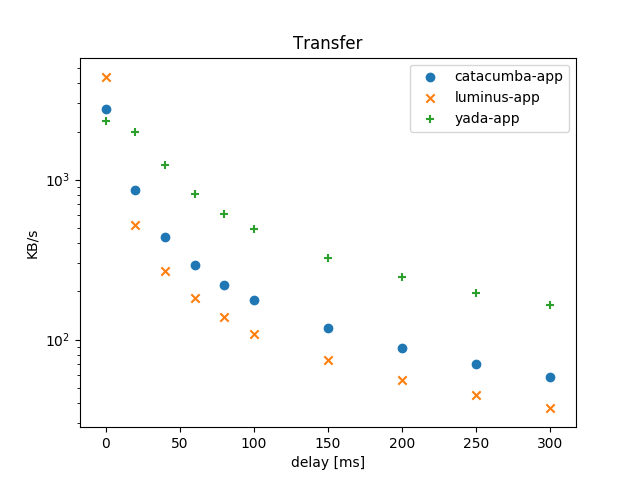 Transfer
catacumba-app
luminus-app
yada-app
KB/s
10³
10²
0 50 100 150 200 250 300
delay [ms]